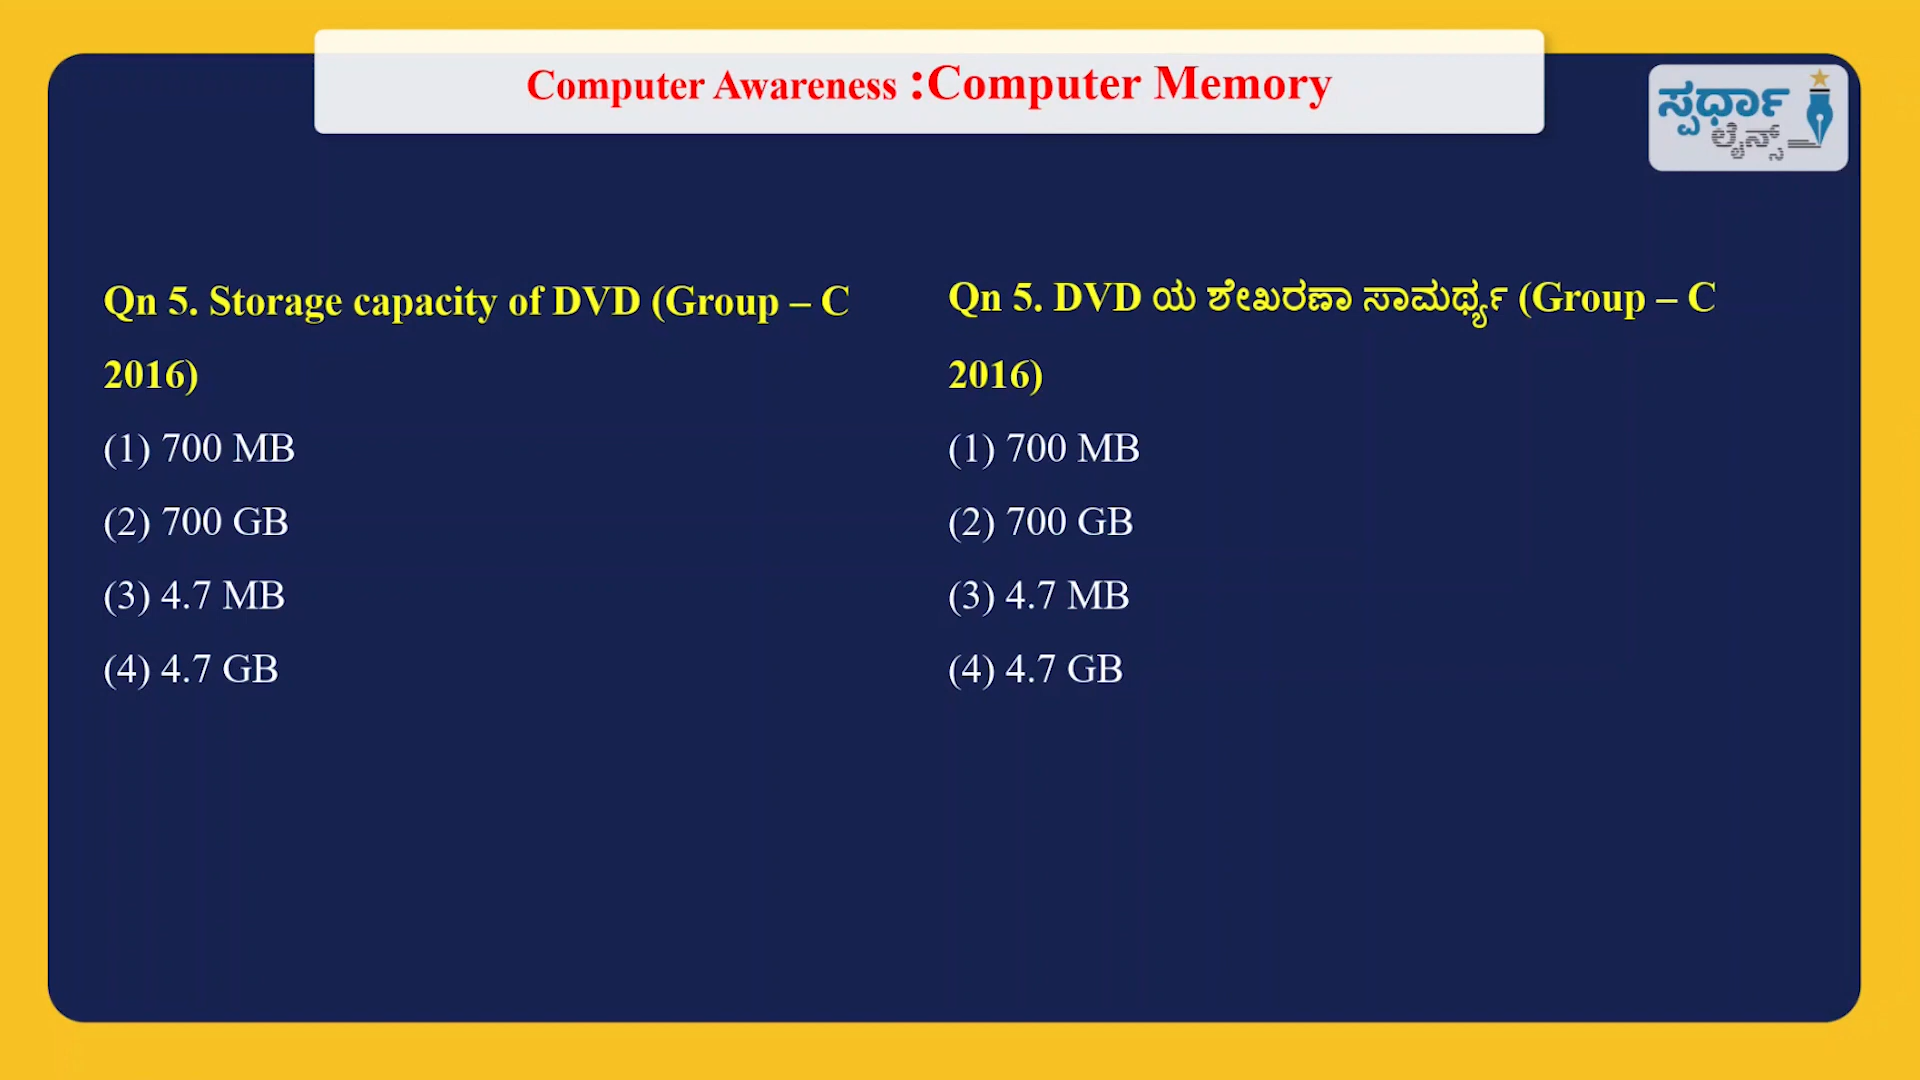 Computer Awareness :Computer Memory
ಸ್ಪರ್ಧಾ
ಲೈನ್ಸ್
Qn 5. Storage capacity of DVD (Group – C
2016)
(1) 700 MB
(2) 700 GB
(3) 4.7 MB
(4) 4.7 GB
Qn 5. DVD ಯ ಶೇಖರಣಾ ಸಾಮರ್ಥ್ಯ (Group – C
2016)
(1) 700 MB
(2) 700 GB
(3) 4.7 MB
(4) 4.7 GB